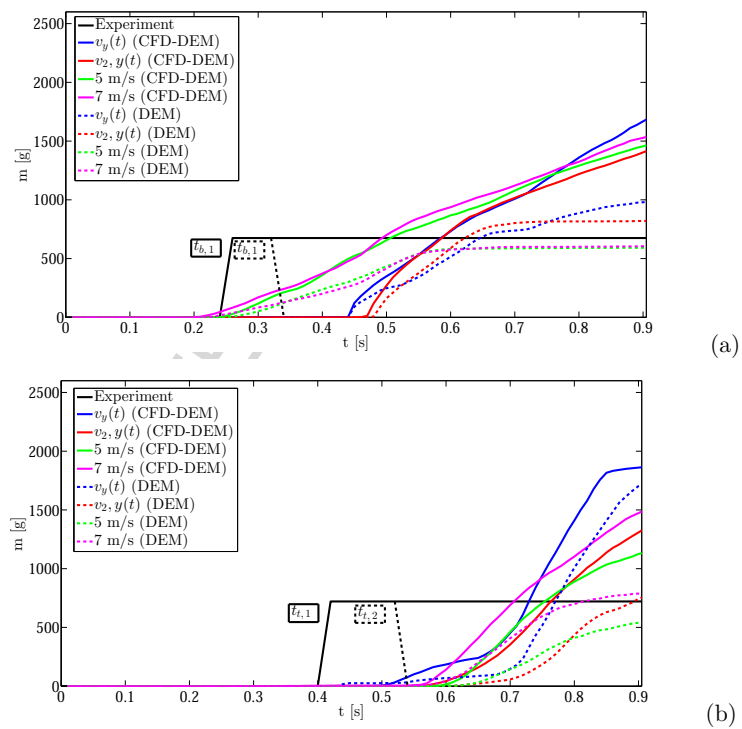 2500
2000
1500
1000
500
0
m [g]
Experiment
v_y(t) (CFD-DEM)
v_2, y(t) (CFD-DEM)
5 m/s (CFD-DEM)
7 m/s (CFD-DEM)
v_y(t) (DEM)
v_2, y(t) (DEM)
5 m/s (DEM)
7 m/s (DEM)
t_{b,1} t_{b,1}
0 0.1 0.2 0.3 0.4 0.5 0.6 0.7 0.8 0.9
t [s]
(a)
2500
2000
1500
1000
500
0
m [g]
Experiment
v_y(t) (CFD-DEM)
v_2, y(t) (CFD-DEM)
5 m/s (CFD-DEM)
7 m/s (CFD-DEM)
v_y(t) (DEM)
v_2, y(t) (DEM)
5 m/s (DEM)
7 m/s (DEM)
t_{t,1} t_{t,2}
0 0.1 0.2 0.3 0.4 0.5 0.6 0.7 0.8 0.9
t [s]
(b)